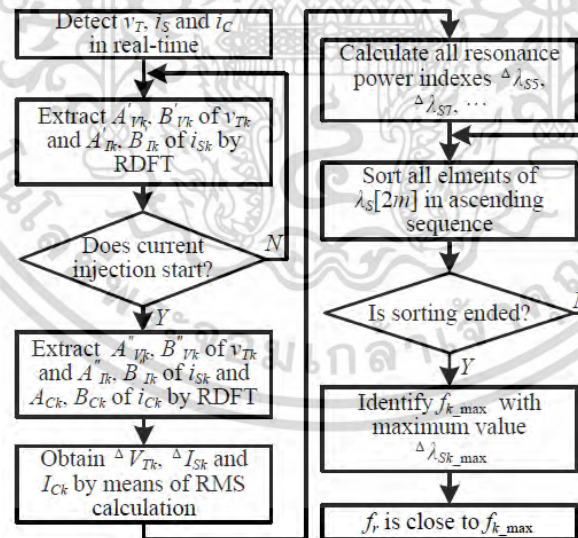 Detect v_T, i_S and i_C
in real-time
Extract A'_Vk, B'_Vk of v_Tk
and A'_Ik, B'_Ik of i_Sk by
RDFT
Does current
injection start?
N
Y
Extract A''_Vk, B''_Vk of v_Tk
and A''_Ik, B''_Ik of i_Sk and
A_Ck, B_Ck of i_Ck by RDFT
Obtain ΔV_Tk, ΔI_Sk and
I_Ck by means of RMS
calculation
Calculate all resonance
power indexes Δλ_S5,
Δλ_S7, ···
Sort all elments of
λ_S[2m] in ascending
sequence
Is sorting ended?
Y
Identify f_k_max with
maximum value
Δλ_Sk_max
f_r is close to f_k_max